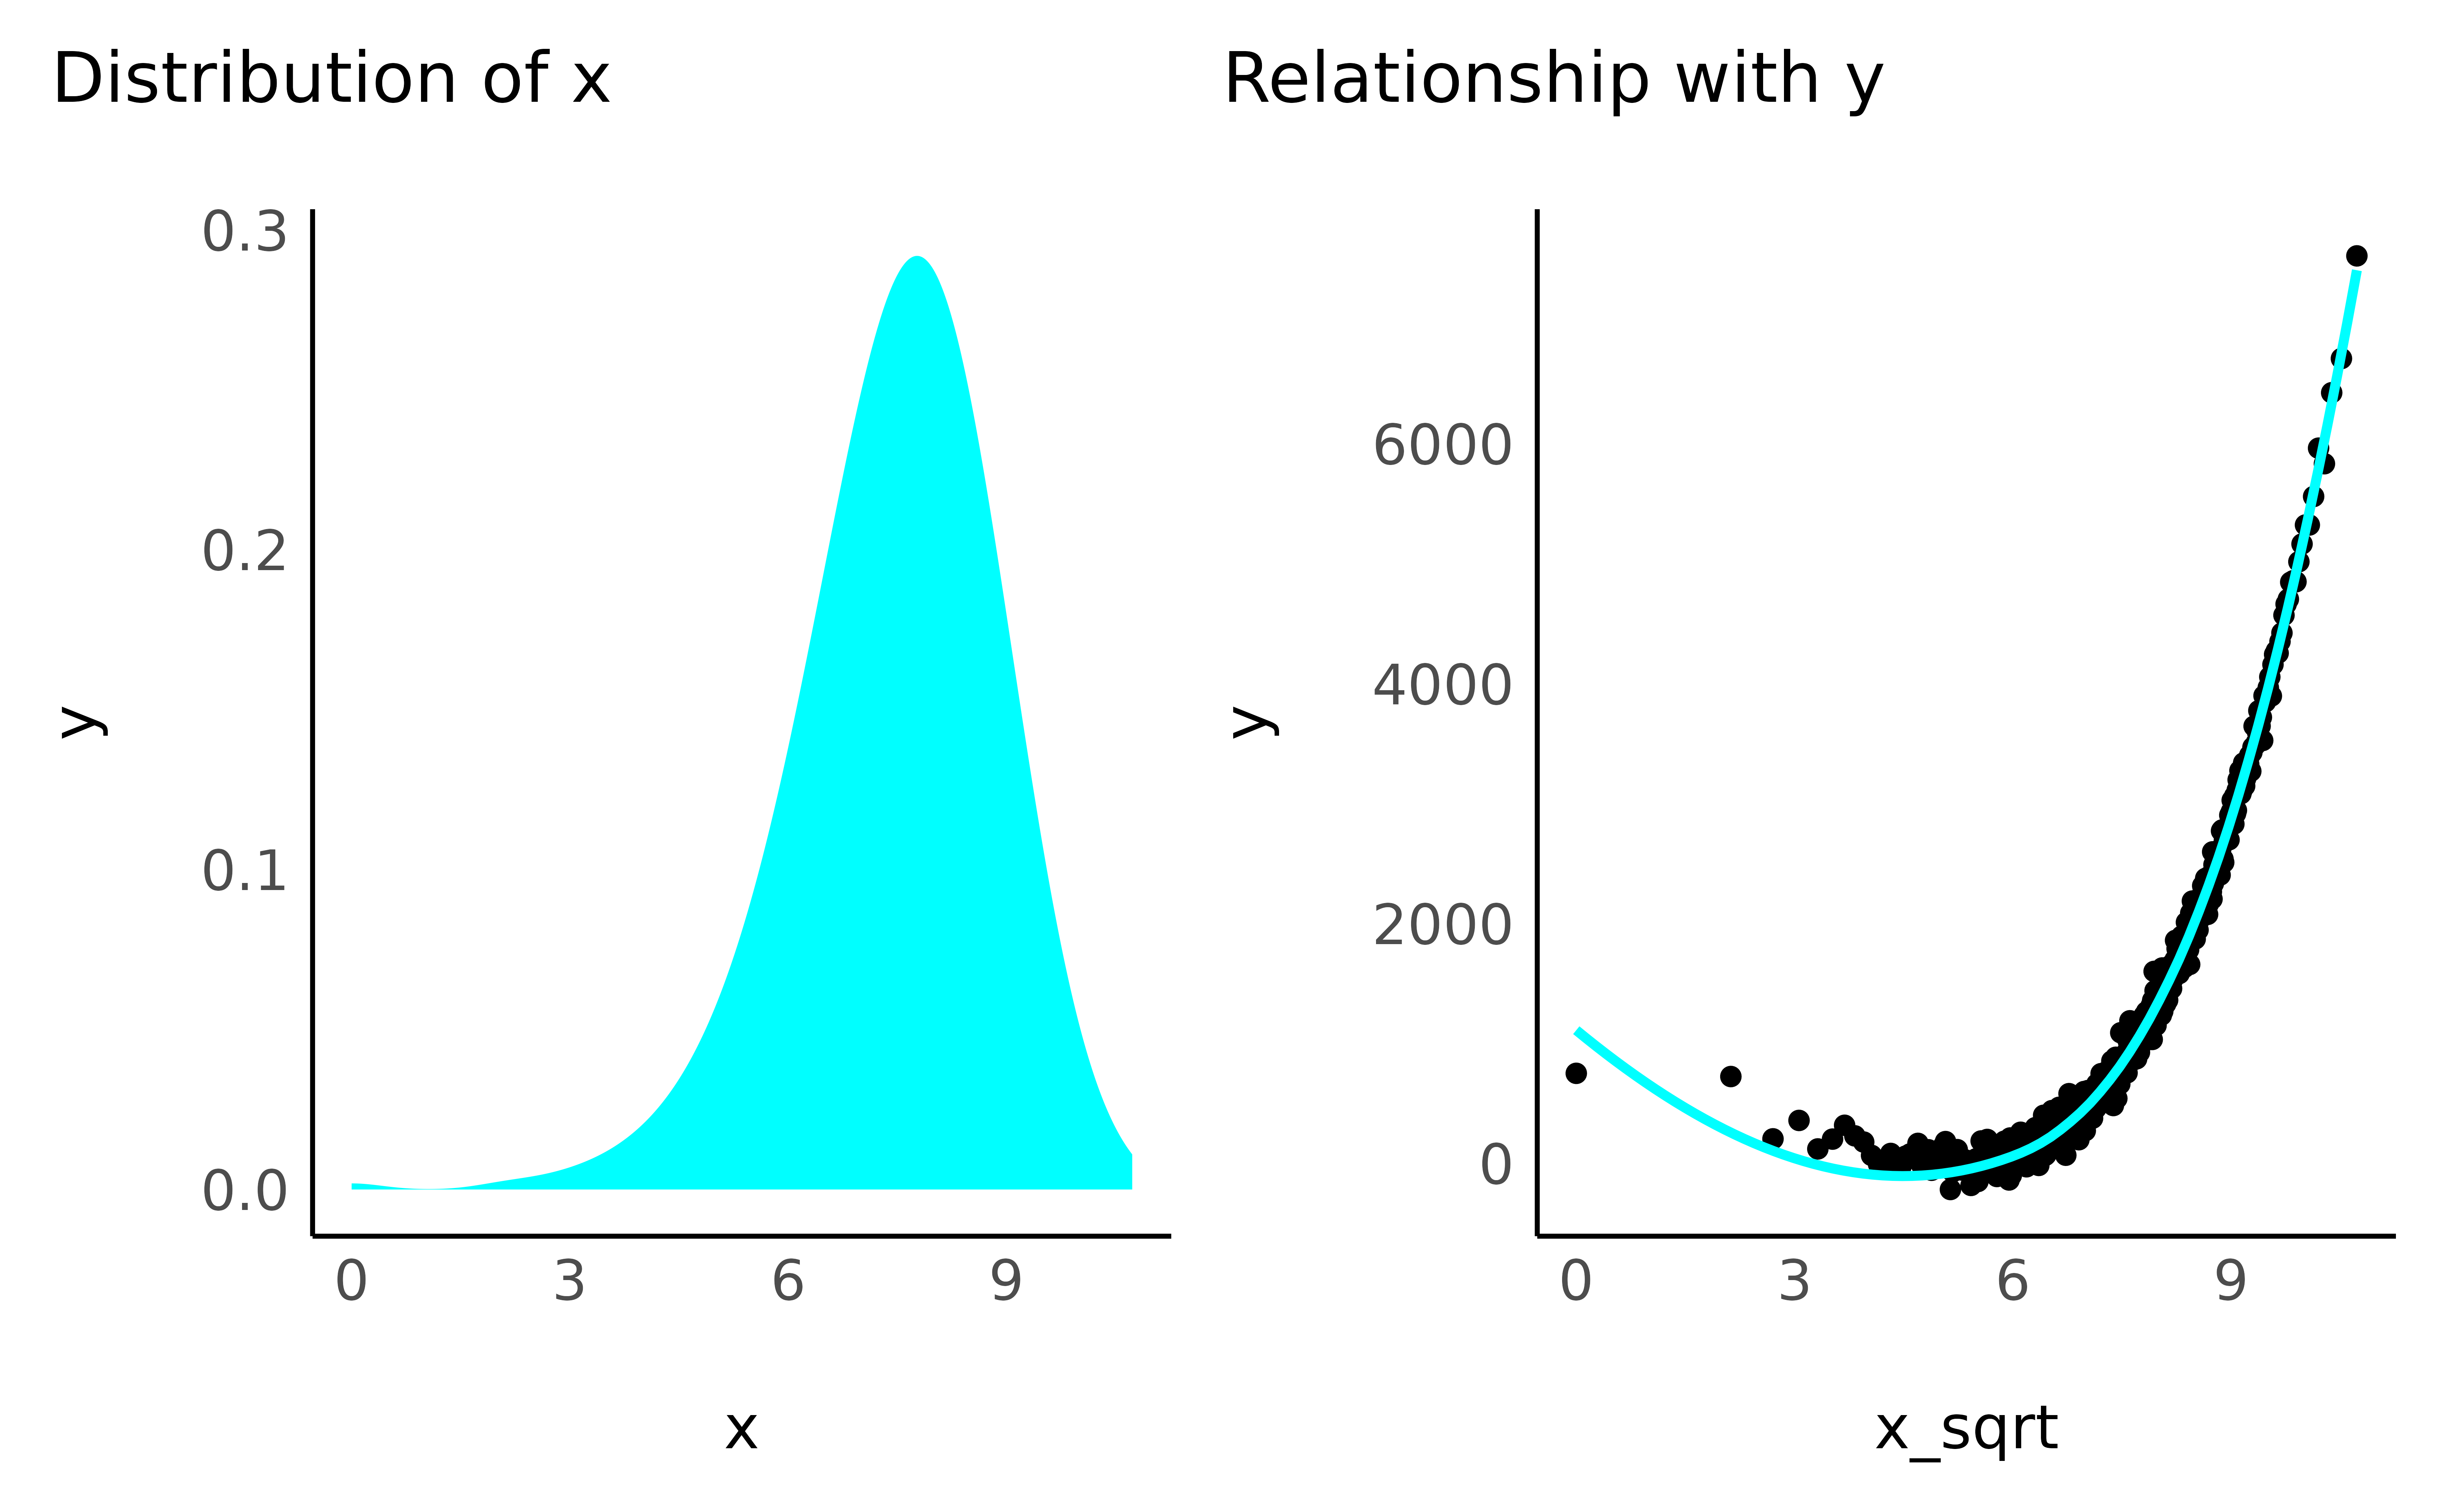 Distribution of x
Relationship with y
0.3
0.2
0.1
0.0
y
0 3 6 9
x
6000
4000
2000
0
y
0 3 6 9
x_sqrt